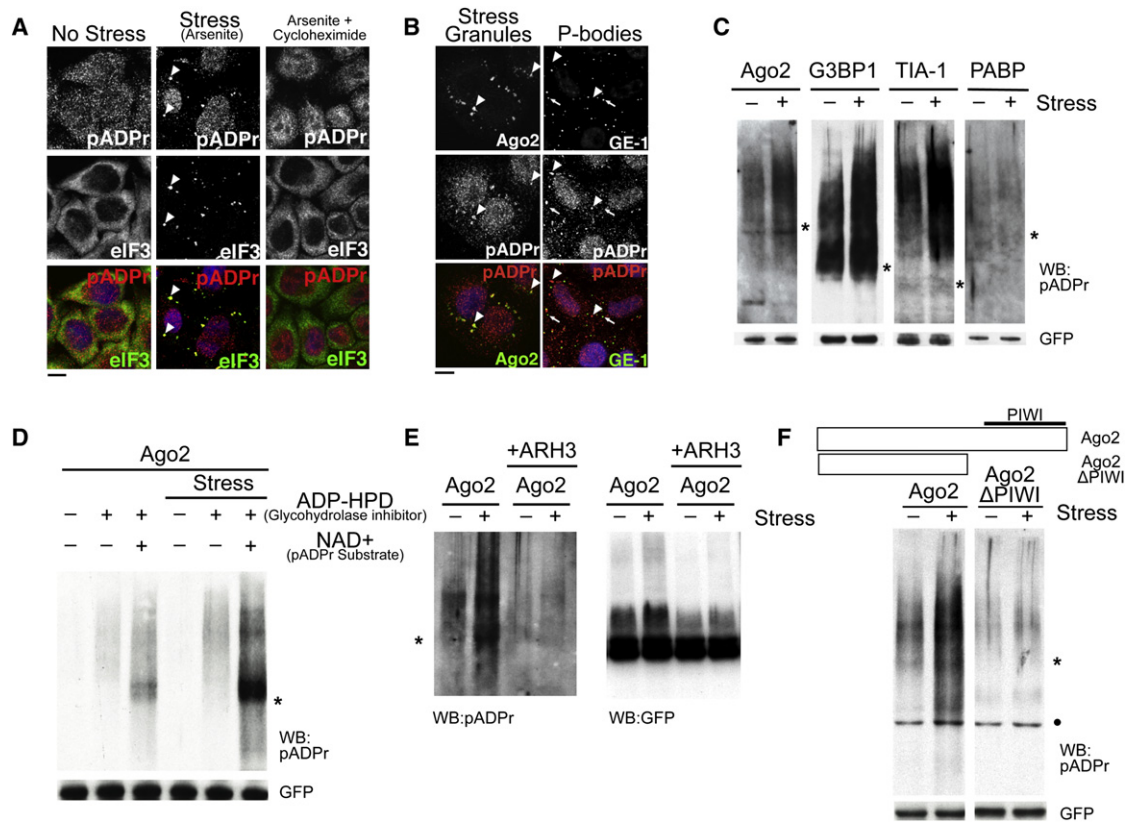 A
No Stress
Stress
(Arsenite)
Arsenite +
Cycloheximide
pADPr
pADPr
pADPr
eIF3
eIF3
eIF3
pADPr
pADPr
pADPr
eIF3
eIF3
eIF3
B
Stress
Granules
P-bodies
Ago2
GE-1
pADPr
pADPr
pADPr
pADPr
Ago2
GE-1
C
Ago2
G3BP1
TIA-1
PABP
– + – + – + – + Stress
*
*
*
*
WB:
pADPr
GFP
D
Ago2
Stress
– + + – + + ADP-HPD
(Glycohydrolase inhibitor)
– – + – – + NAD+
(pADPr Substrate)
*
WB:
pADPr
GFP
E
+ARH3
+ARH3
Ago2 Ago2 Ago2 Ago2
– + – + – + – + Stress
*
WB:pADPr
WB:GFP
F
PIWI
Ago2
Ago2
ΔPIWI
Ago2
Ago2
ΔPIWI
– + – + Stress
*
•
WB:
pADPr
GFP